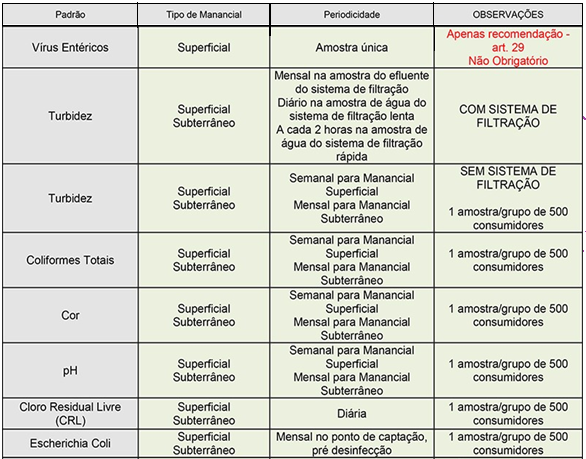 Padrão
Tipo de Manancial
Periodicidade
OBSERVAÇÕES
Vírus Entéricos
Superficial
Amostra única
Apenas recomendação -
art. 29
Não Obrigatório
Turbidez
Superficial
Subterrâneo
Mensal na amostra do efluente
do sistema de filtração
Diário na amostra de água do
sistema de filtração lenta
A cada 2 horas na amostra de
água do sistema de filtração
rápida
COM SISTEMA DE
FILTRAÇÃO
Turbidez
Superficial
Subterrâneo
Semanal para Manancial
Superficial
Mensal para Manancial
Subterrâneo
SEM SISTEMA DE
FILTRAÇÃO
1 amostra/grupo de 500
consumidores
Coliformes Totais
Superficial
Subterrâneo
Semanal para Manancial
Superficial
Mensal para Manancial
Subterrâneo
1 amostra/grupo de 500
consumidores
Cor
Superficial
Subterrâneo
Semanal para Manancial
Superficial
Mensal para Manancial
Subterrâneo
1 amostra/grupo de 500
consumidores
pH
Superficial
Subterrâneo
Semanal para Manancial
Superficial
Mensal para Manancial
Subterrâneo
1 amostra/grupo de 500
consumidores
Cloro Residual Livre
(CRL)
Superficial
Subterrâneo
Diária
1 amostra/grupo de 500
consumidores
Escherichia Coli
Superficial
Subterrâneo
Mensal no ponto de captação,
pré desinfecção
1 amostra/grupo de 500
consumidores